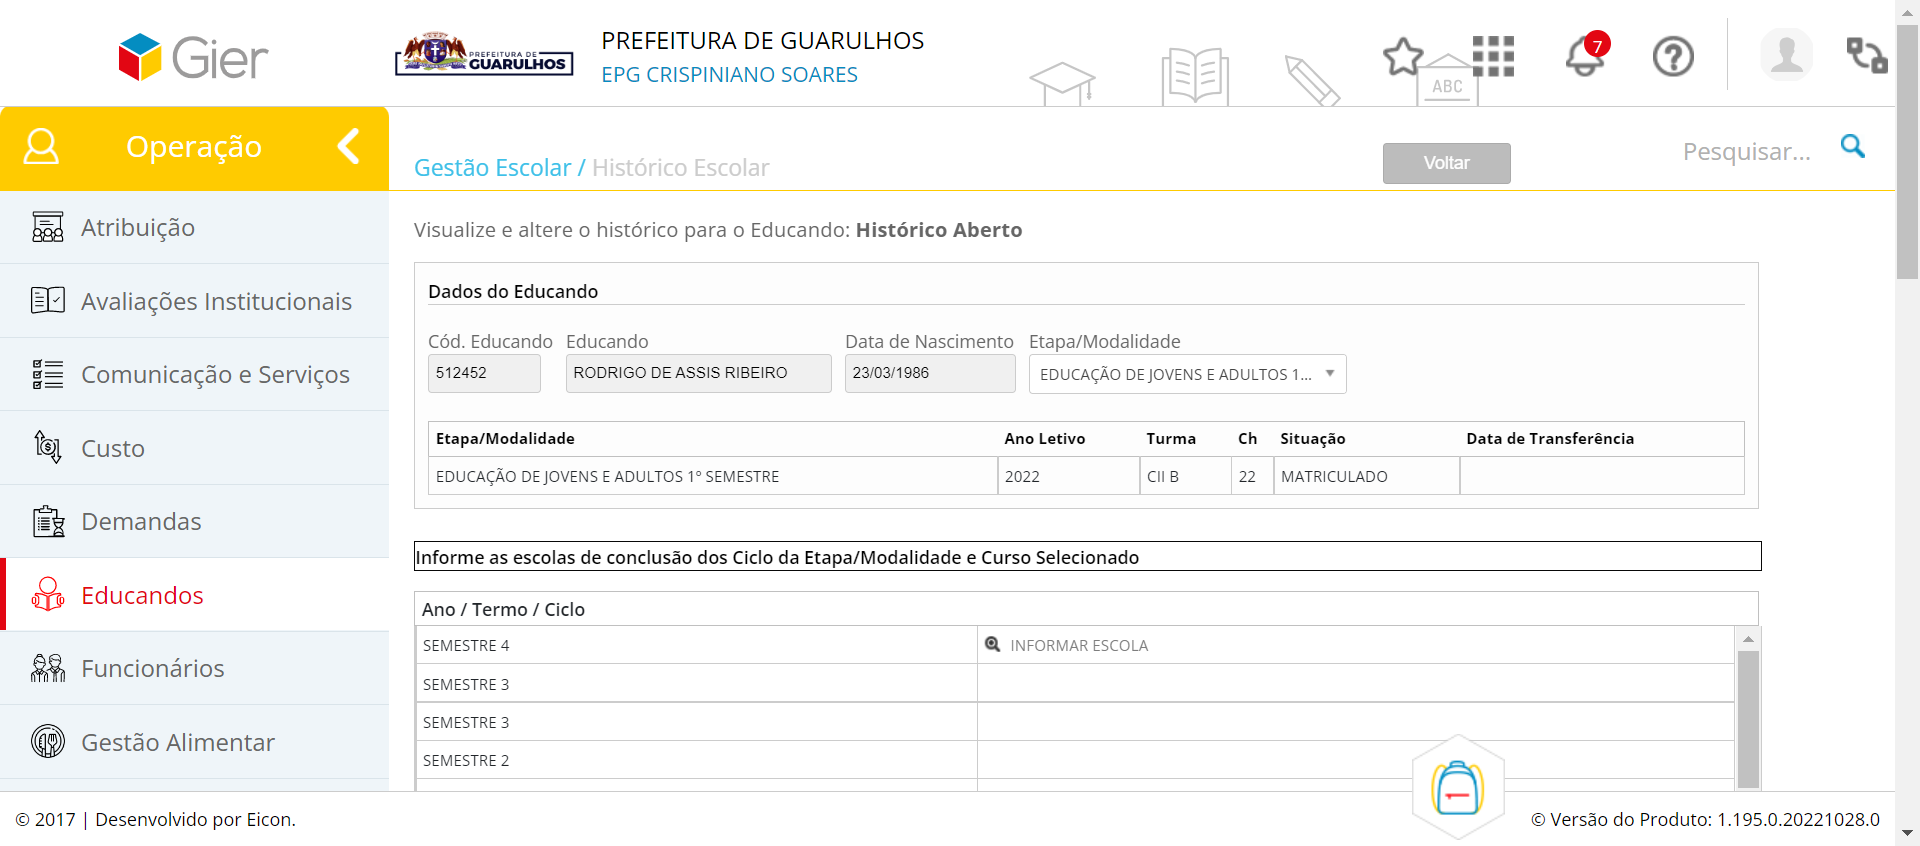 Gier
PREFEITURA DE
GUARULHOS
PREFEITURA DE GUARULHOS
EPG CRISPINIANO SOARES
ABC
7
Operação
Gestão Escolar / Histórico Escolar
Voltar
Pesquisar...
Atribuição
Avaliações Institucionais
Comunicação e Serviços
Custo
Demandas
Educandos
Funcionários
Gestão Alimentar
Visualize e altere o histórico para o Educando: Histórico Aberto
Dados do Educando
Cód. Educando Educando Data de Nascimento Etapa/Modalidade
512452 RODRIGO DE ASSIS RIBEIRO 23/03/1986 EDUCAÇÃO DE JOVENS E ADULTOS 1...
Etapa/Modalidade Ano Letivo Turma Ch Situação Data de Transferência
EDUCAÇÃO DE JOVENS E ADULTOS 1º SEMESTRE 2022 CII B 22 MATRICULADO
Informe as escolas de conclusão dos Ciclo da Etapa/Modalidade e Curso Selecionado
Ano / Termo / Ciclo
SEMESTRE 4 INFORMAR ESCOLA
SEMESTRE 3
SEMESTRE 3
SEMESTRE 2
© 2017 | Desenvolvido por Eicon.
© Versão do Produto: 1.195.0.20221028.0